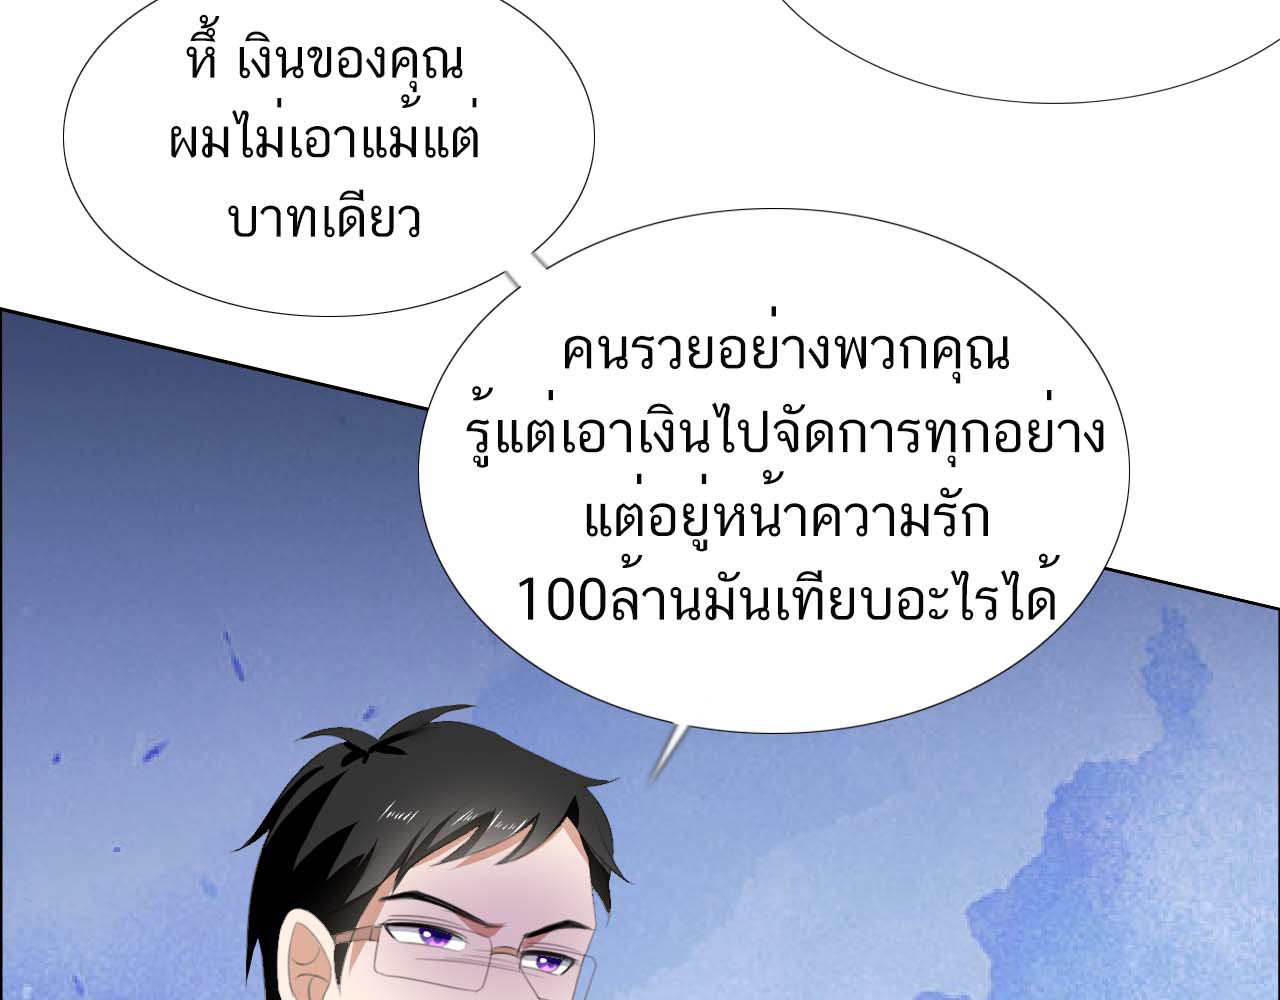 หึ้ เงินของคุณ
ผมไม่เอาแม้แต่
บาทเดียว
คนรวยอย่างพวกคุณ
รู้แต่เอาเงินไปจัดการทุกอย่าง
แต่อยู่หน้าความรัก
100ล้านมันเทียบอะไรได้